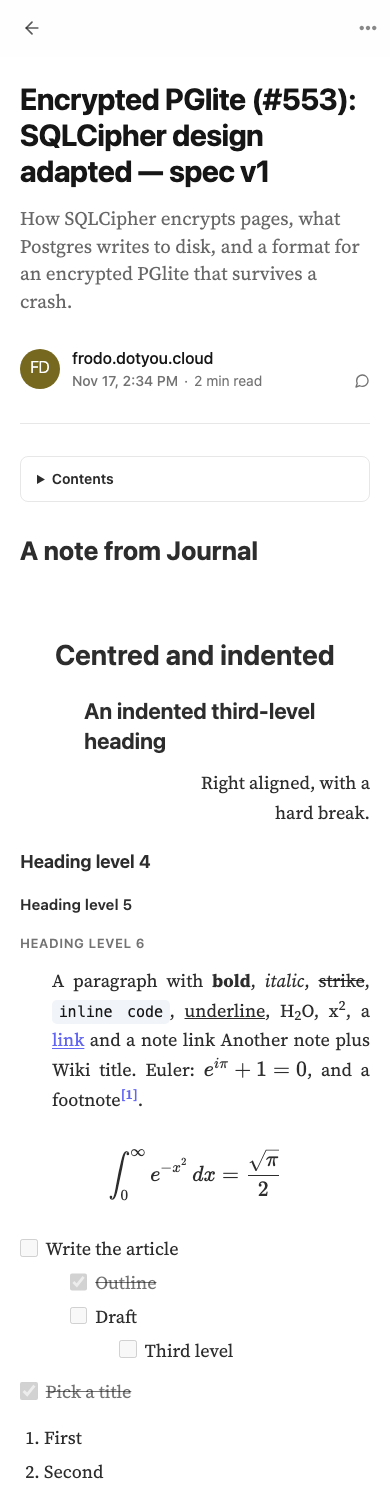 Encrypted PGlite (#553):
SQLCipher design
adapted — spec v1
How SQLCipher encrypts pages, what
Postgres writes to disk, and a format for
an encrypted PGlite that survives a
crash.
FD
frodo.dotyou.cloud
Nov 17, 2:34 PM · 2 min read
Contents
A note from Journal
Centred and indented
An indented third-level
heading
Right aligned, with a
hard break.
Heading level 4
Heading level 5
HEADING LEVEL 6
A paragraph with bold, italic, strike,
inline code, underline, H₂O, x², a
link and a note link Another note plus
Wiki title. Euler: e^{iπ} + 1 = 0, and a
footnote[1].
∫₀^∞ e^{−x²} dx = √π / 2
Write the article
Outline
Draft
Third level
Pick a title
1. First
2. Second